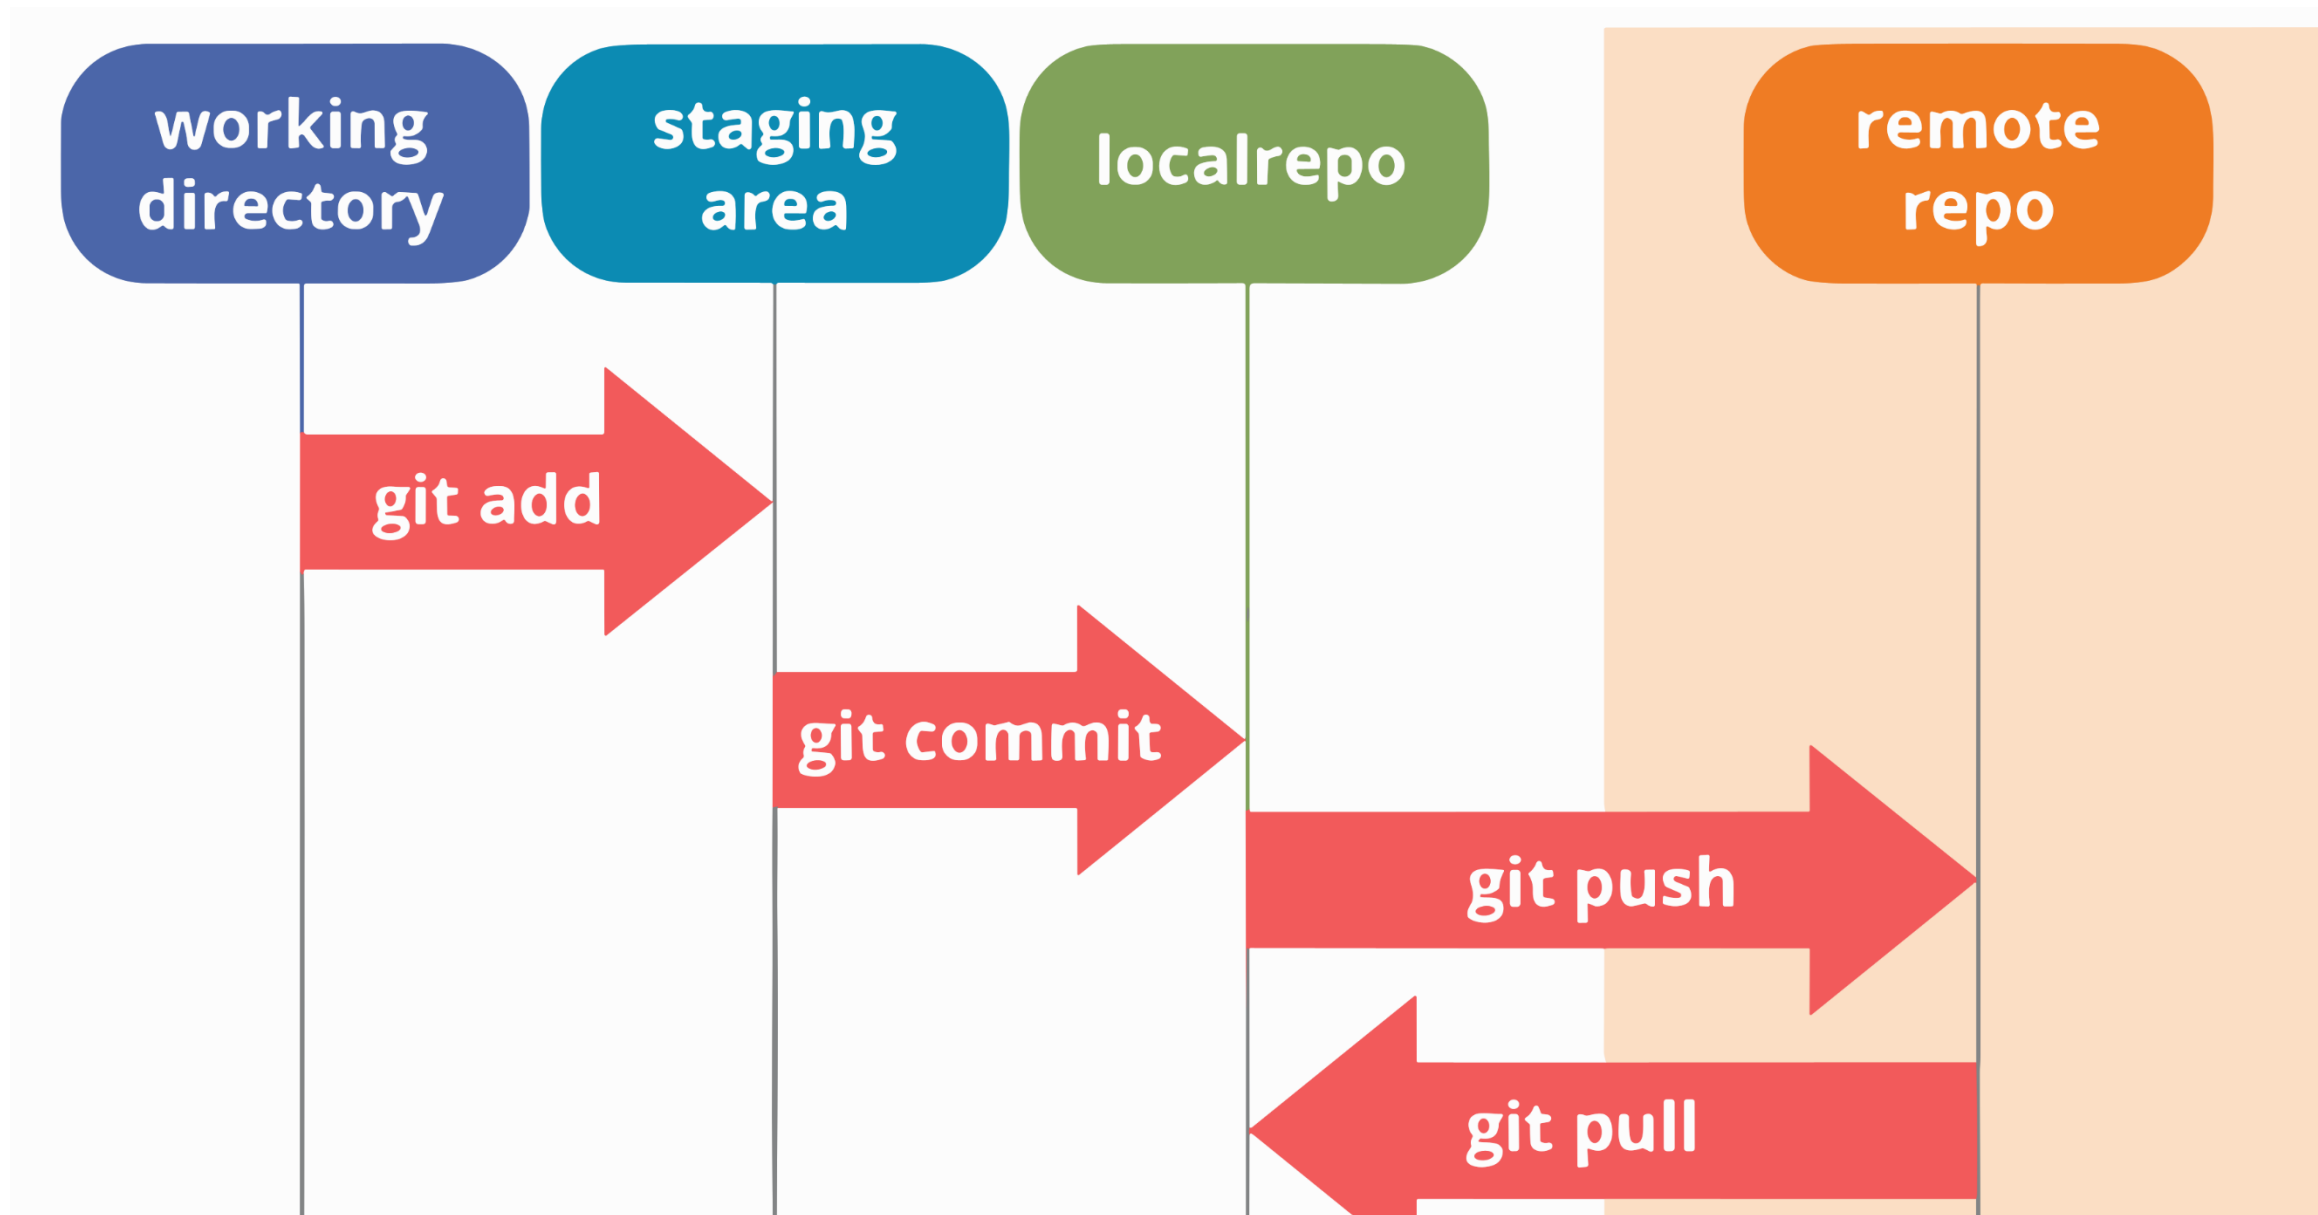 working
directory
staging
area
localrepo
remote
repo
git add
git commit
git push
git pull